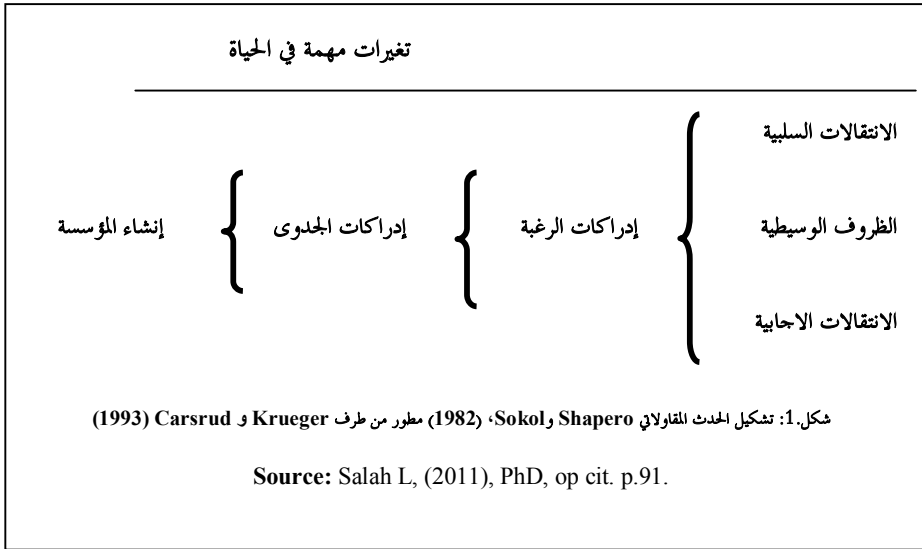 تغيرات مهمة في الحياة
الانتقالات السلبية
الظروف الوسيطية
إدراكات الرغبة
إدراكات الجدوى
إنشاء المؤسسة
الانتقالات الاجابية
شكل.1: تشكيل الحدث المقاولاتي Shapero وSokol، (1982) مطور من طرف Krueger و Carsrud (1993)
Source: Salah L, (2011), PhD, op cit. p.91.